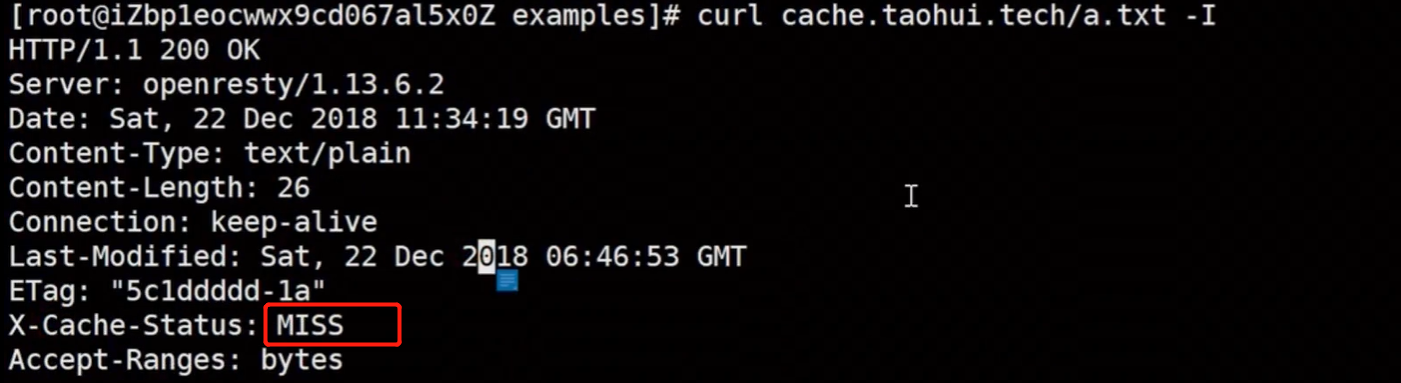 [root@iZbp1eocwwx9cd067al5x0Z examples]# curl cache.taohui.tech/a.txt -I
HTTP/1.1 200 OK
Server: openresty/1.13.6.2
Date: Sat, 22 Dec 2018 11:34:19 GMT
Content-Type: text/plain
Content-Length: 26
Connection: keep-alive
Last-Modified: Sat, 22 Dec 2018 06:46:53 GMT
ETag: "5c1ddddd-1a"
X-Cache-Status: MISS
Accept-Ranges: bytes